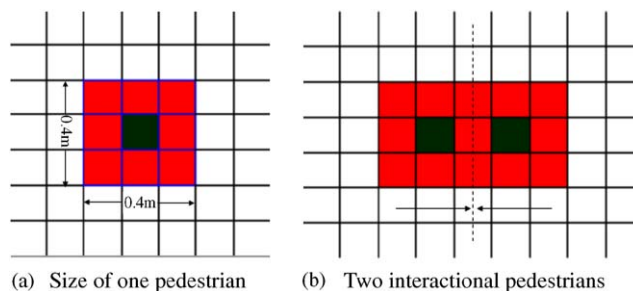 0.4m
0.4m
(a) Size of one pedestrian
(b) Two interactional pedestrians